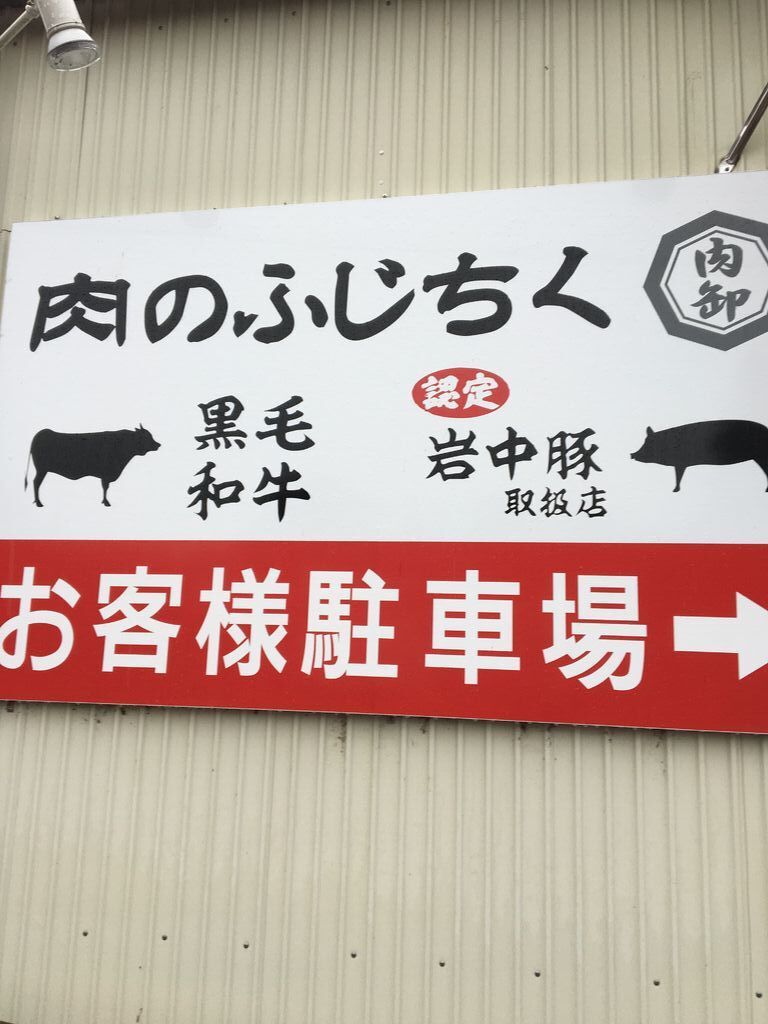 肉のふじちく
肉
卸
認定
黒毛
和牛
岩中豚
取扱店
お客様駐車場→